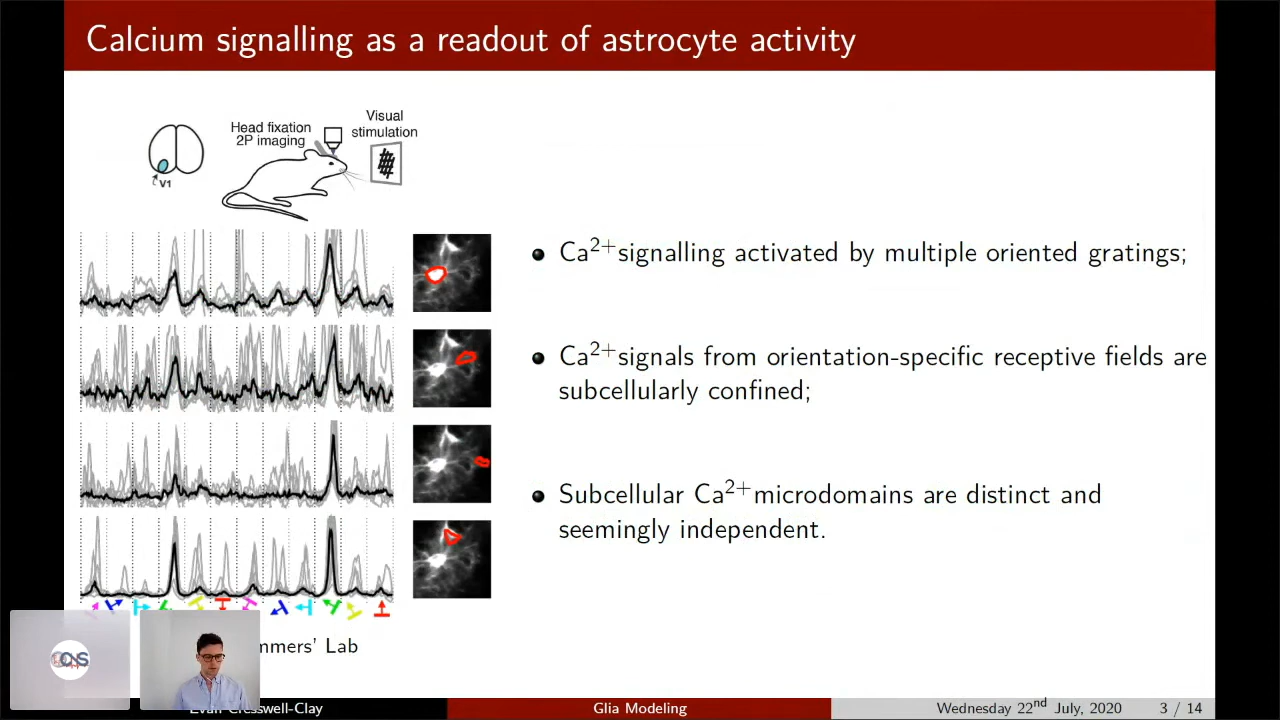 Calcium signalling as a readout of astrocyte activity
Head fixation
2P imaging
Visual
stimulation
V1
Ca2+signalling activated by multiple oriented gratings;
Ca2+signals from orientation-specific receptive fields are
subcellularly confined;
Subcellular Ca2+microdomains are distinct and
seemingly independent.
mmers' Lab
Evan Cresswell-Clay
Glia Modeling
Wednesday 22nd July, 2020
3 / 14